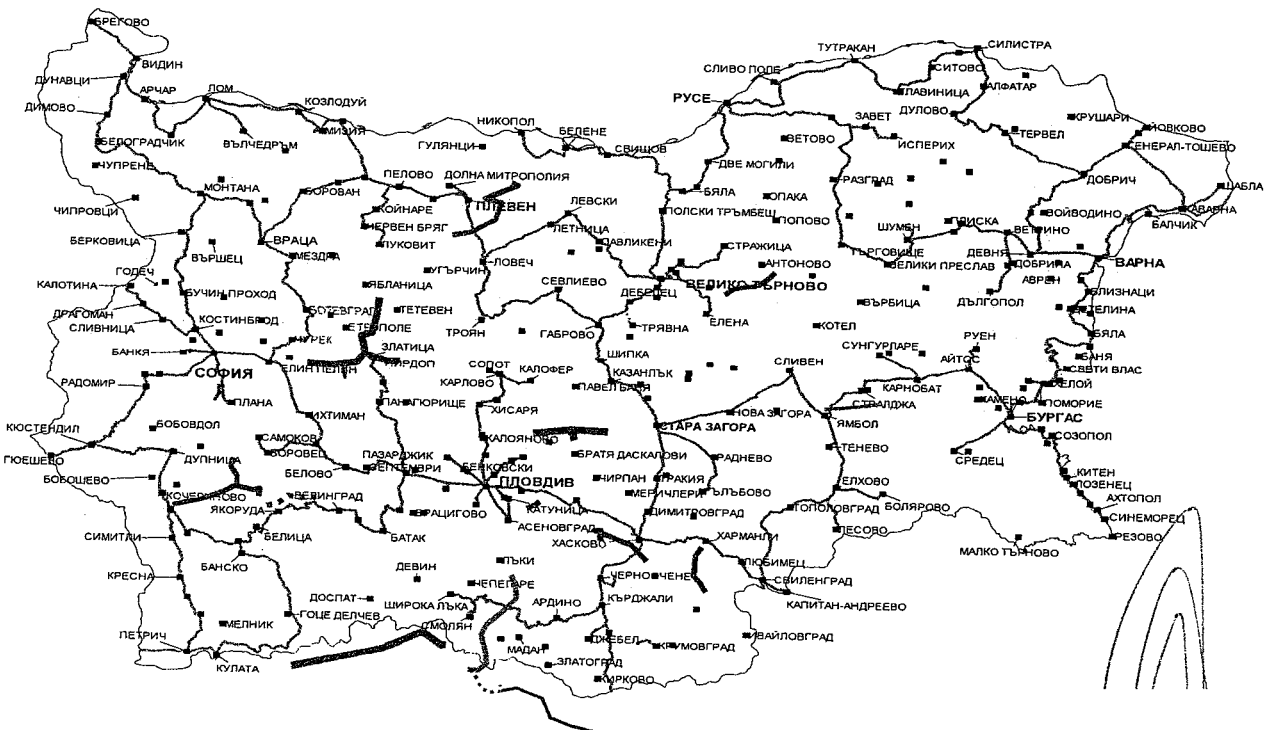 БРЕГОВО
ВИДИН
ДУНАВЦИ
АРЧАР
ЛОМ
ДИМОВО
КОЗЛОДУЙ
МИЗИЯ
БЕЛОГРАДЧИК
ВЪЛЧЕДРЪМ
ЧУПРЕНЕ
МОНТАНА
ЧИПРОВЦИ
БОРОВАН
БЕРКОВИЦА
ВРАЦА
ВЪРШЕЦ
МЕЗДРА
ГОДЕЧ
КАЛОТИНА
БУЧИН ПРОХОД
ДРАГОМАН
СЛИВНИЦА
КОСТИНБРОД
БОТЕВГРАД
БАНКЯ
СОФИЯ
ЧУРЕК
ЕЛИН ПЕЛИН
РАДОМИР
ПЛАНА
ИХТИМАН
КЮСТЕНДИЛ
БОБОВДОЛ
САМОКОВ
ГЮЕШЕВО
ДУПНИЦА
БОРОВЕЦ
БЕЛОВО
БОБОШЕВО
КОЧЕРИНОВО
ЯКОРУДА
ВЕЛИНГРАД
СИМИТЛИ
БЕЛИЦА
БАНСКО
КРЕСНА
ДОСПАТ
ГОЦЕ ДЕЛЧЕВ
МЕЛНИК
ПЕТРИЧ
КУЛАТА
НИКОПОЛ
БЕЛЕНЕ
ГУЛЯНЦИ
СВИЩОВ
ПЕЛОВО
ДОЛНА МИТРОПОЛИЯ
КОЙНАРЕ
ПЛЕВЕН
ЧЕРВЕН БРЯГ
ЛУКОВИТ
ЛЕВСКИ
ЛЕТНИЦА
ПАВЛИКЕНИ
ЛОВЕЧ
УГЪРЧИН
ЯБЛАНИЦА
СЕВЛИЕВО
ТЕТЕВЕН
ЕТРОПОЛЕ
ТРОЯН
ГАБРОВО
ДЕБЕЛЕЦ
ТРЯВНА
ЕЛЕНА
ВЕЛИКО ТЪРНОВО
СТРАЖИЦА
АНТОНОВО
ЗЛАТИЦА
ПИРДОП
ШИПКА
СОПОТ
КАЛОФЕР
КАРЛОВО
КАЗАНЛЪК
ПАВЕЛ БАНЯ
ПАНАГЮРИЩЕ
ХИСАРЯ
КАЛОЯНОВО
СТАРА ЗАГОРА
НОВА ЗАГОРА
ПАЗАРДЖИК
СЕПТЕМВРИ
БЕНКОВСКИ
БРАТЯ ДАСКАЛОВИ
РАДНЕВО
ПЛОВДИВ
ЧИРПАН
ТРАКИЯ
МЕРИЧЛЕРИ
ГЪЛЪБОВО
БРАЦИГОВО
КАТУНИЦА
ДИМИТРОВГРАД
БАТАК
АСЕНОВГРАД
ХАСКОВО
ХАРМАНЛИ
ЛЮБИМЕЦ
ДЕВИН
ЛЪКИ
ЧЕПЕЛАРЕ
ЧЕРНООЧЕНЕ
СВИЛЕНГРАД
КАПИТАН-АНДРЕЕВО
ШИРОКА ЛЪКА
АРДИНО
КЪРДЖАЛИ
СМОЛЯН
МАДАН
ДЖЕБЕЛ
КРУМОВГРАД
ИВАЙЛОВГРАД
ЗЛАТОГРАД
КИРКОВО
ТУТРАКАН
СИЛИСТРА
СЛИВО ПОЛЕ
СИТОВО
ГЛАВИНИЦА
АЛФАТАР
РУСЕ
ДУЛОВО
КРУШАРИ
ЗАВЕТ
ВЕТОВО
ИСПЕРИХ
ТЕРВЕЛ
ЙОВКОВО
ГЕНЕРАЛ-ТОШЕВО
ДВЕ МОГИЛИ
РАЗГРАД
БЯЛА
ОПАКА
ПОЛСКИ ТРЪМБЕШ
ПОПОВО
ДОБРИЧ
ШАБЛА
КАВАРНА
БАЛЧИК
ВОЙВОДИНО
ШУМЕН
ПЛИСКА
ВЕТРИНО
ТЪРГОВИЩЕ
ВЕЛИКИ ПРЕСЛАВ
ДЕВНЯ
ДОБРИНА
ВАРНА
АВРЕН
ВЪРБИЦА
ДЪЛГОПОЛ
БЛИЗНАЦИ
ДЕТЕЛИНА
КОТЕЛ
РУЕН
БЯЛА
СУНГУРЛАРЕ
БАНЯ
СЛИВЕН
АЙТОС
СВЕТИ ВЛАС
КАРНОБАТ
АХЕЛОЙ
КАМЕНО
ПОМОРИЕ
СТРАЛДЖА
БУРГАС
ЯМБОЛ
СОЗОПОЛ
ТЕНЕВО
СРЕДЕЦ
КИТЕН
ЛОЗЕНЕЦ
ЕЛХОВО
АХТОПОЛ
БОЛЯРОВО
ТОПОЛОВГРАД
СИНЕМОРЕЦ
ЛЕСОВО
РЕЗОВО
МАЛКО ТЪРНОВО